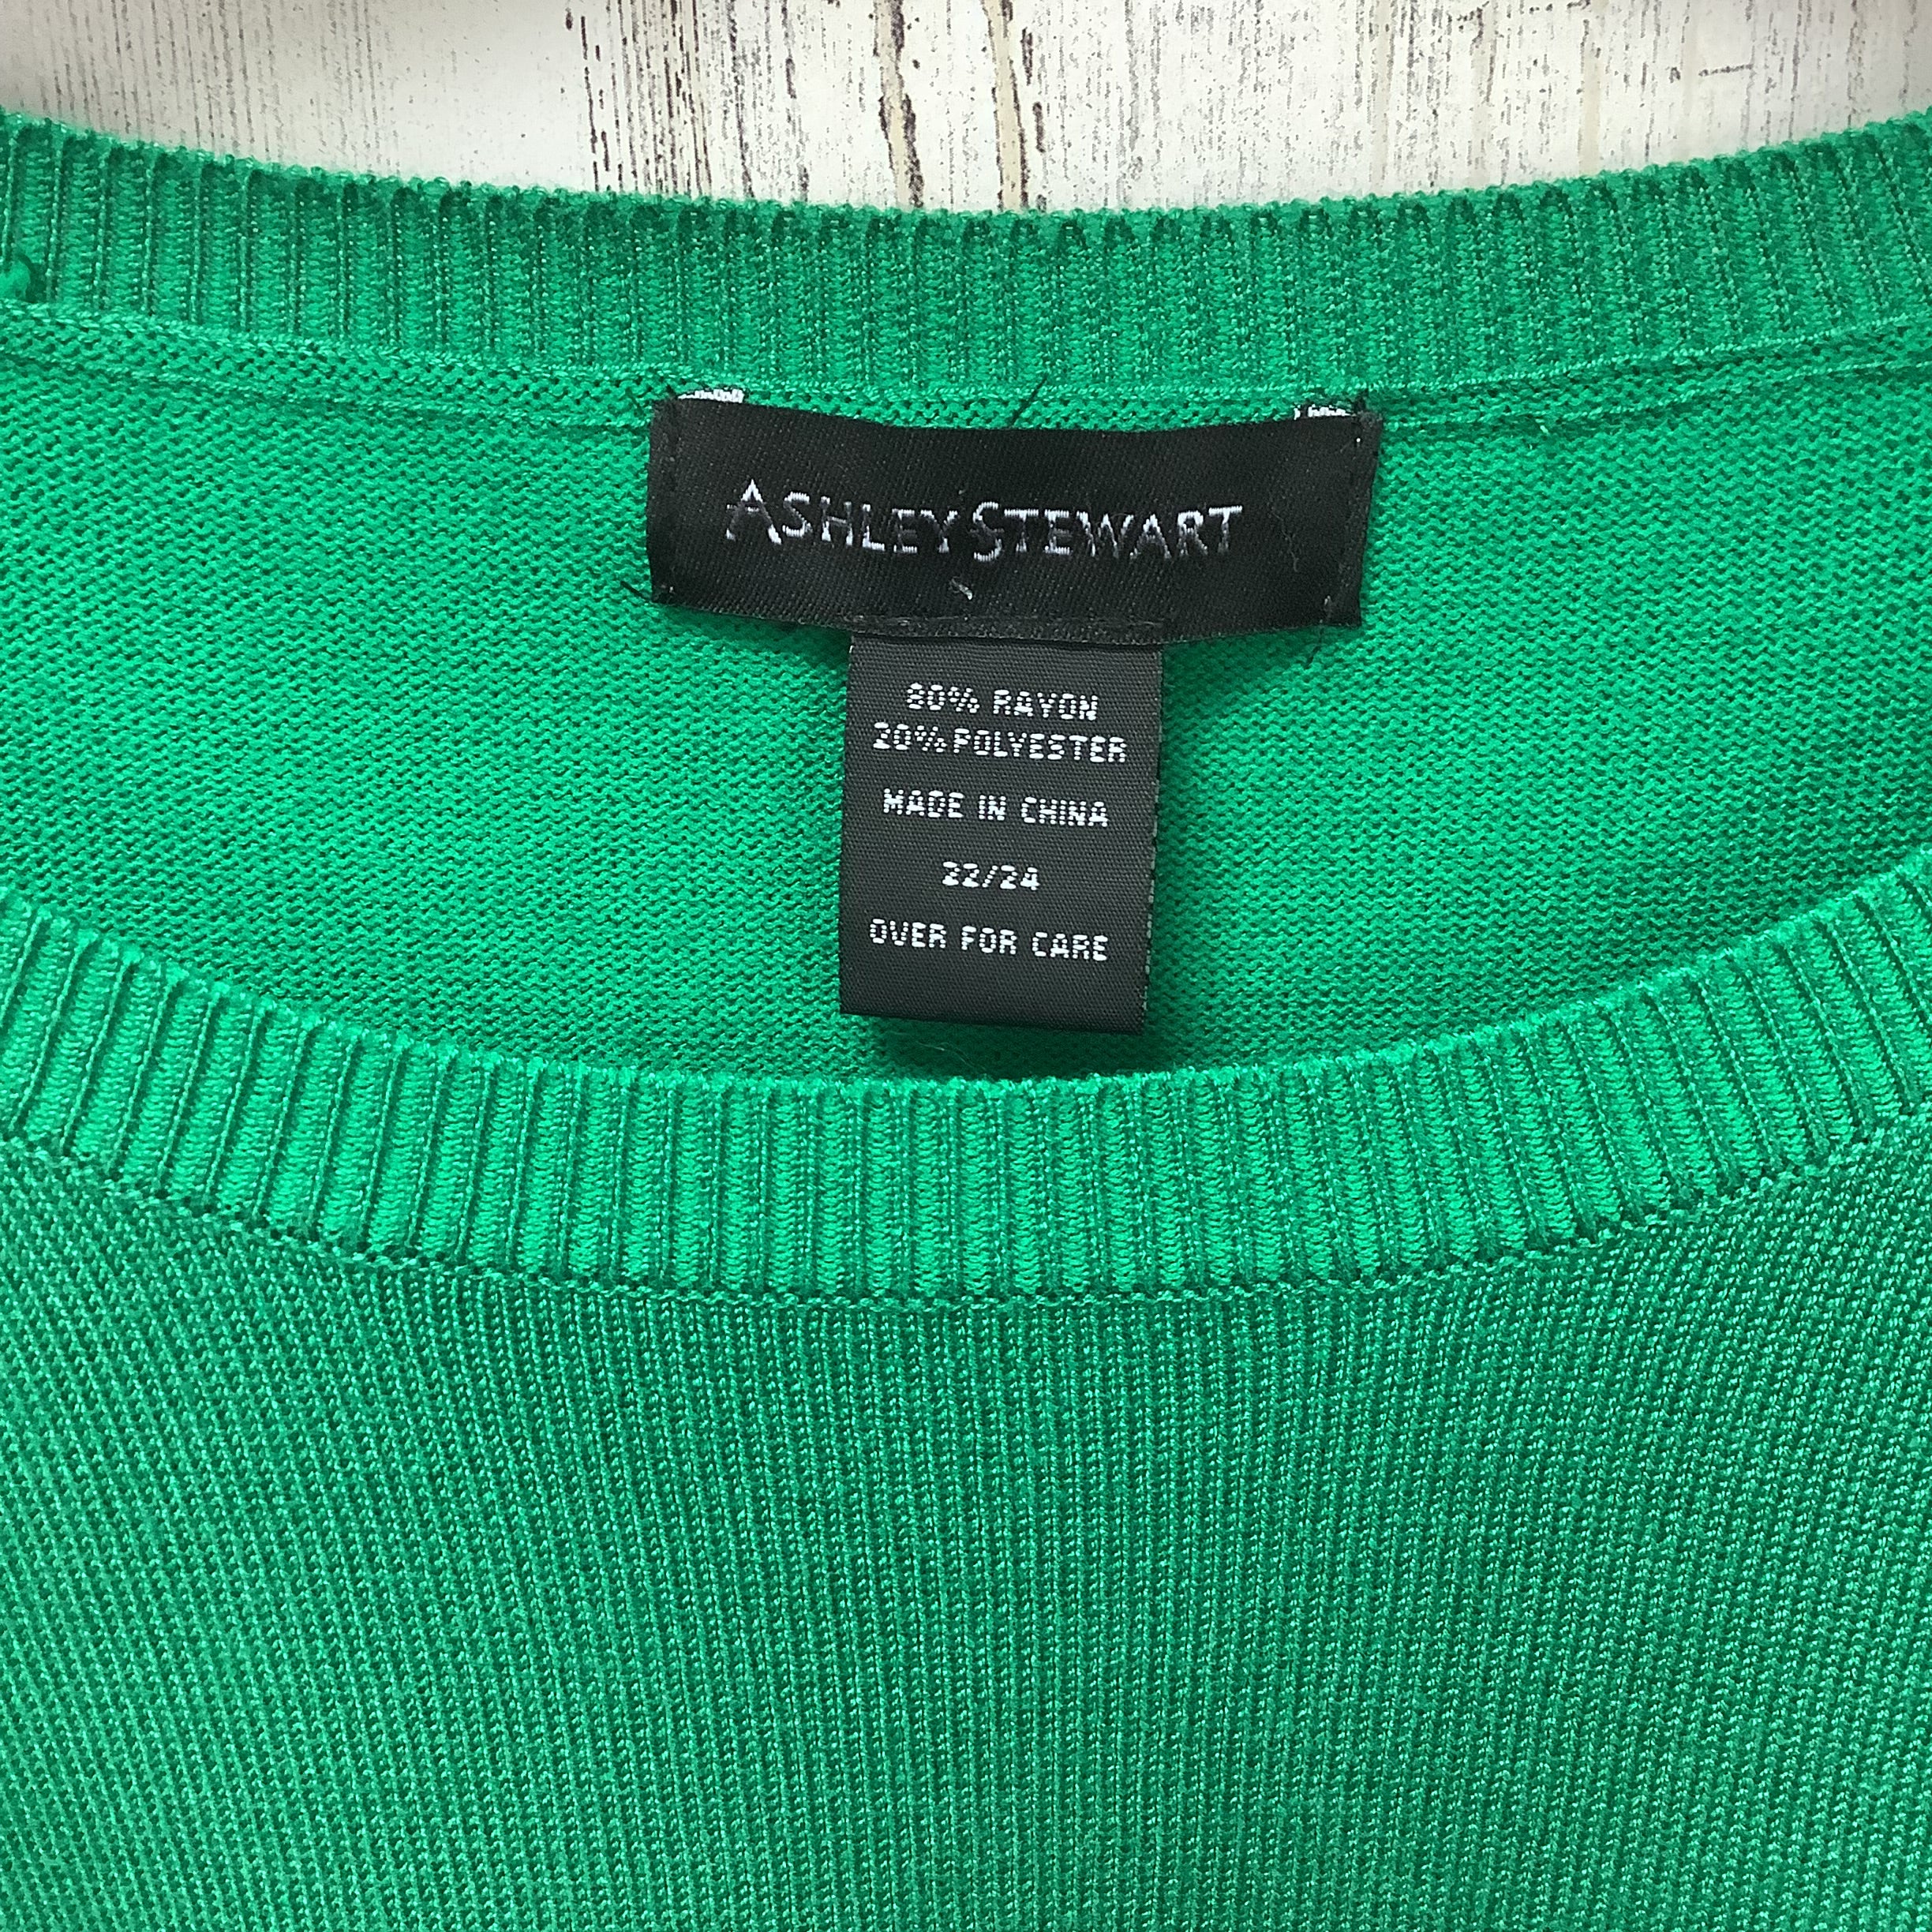 ASHLEY STEWART
80% RAYON
20% POLYESTER
MADE IN CHINA
22/24
OVER FOR CARE